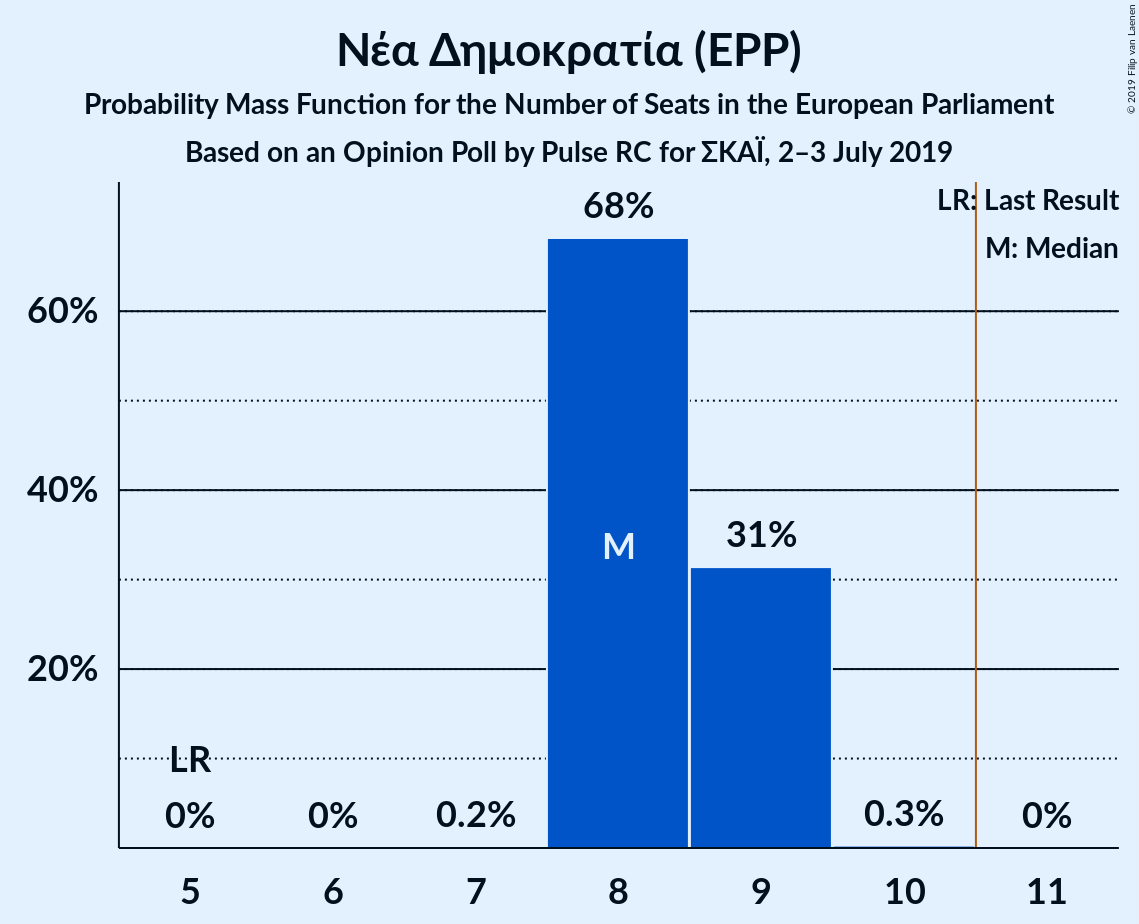 Νέα Δημοκρατία (EPP)
Probability Mass Function for the Number of Seats in the European Parliament
Based on an Opinion Poll by Pulse RC for ΣΚΑΪ, 2–3 July 2019
© 2019 Filip van Laenen
LR: Last Result
M: Median
68%
60%
40%
31%
M
20%
LR
0%
0%
0.2%
0.3%
0%
5
6
7
8
9
10
11